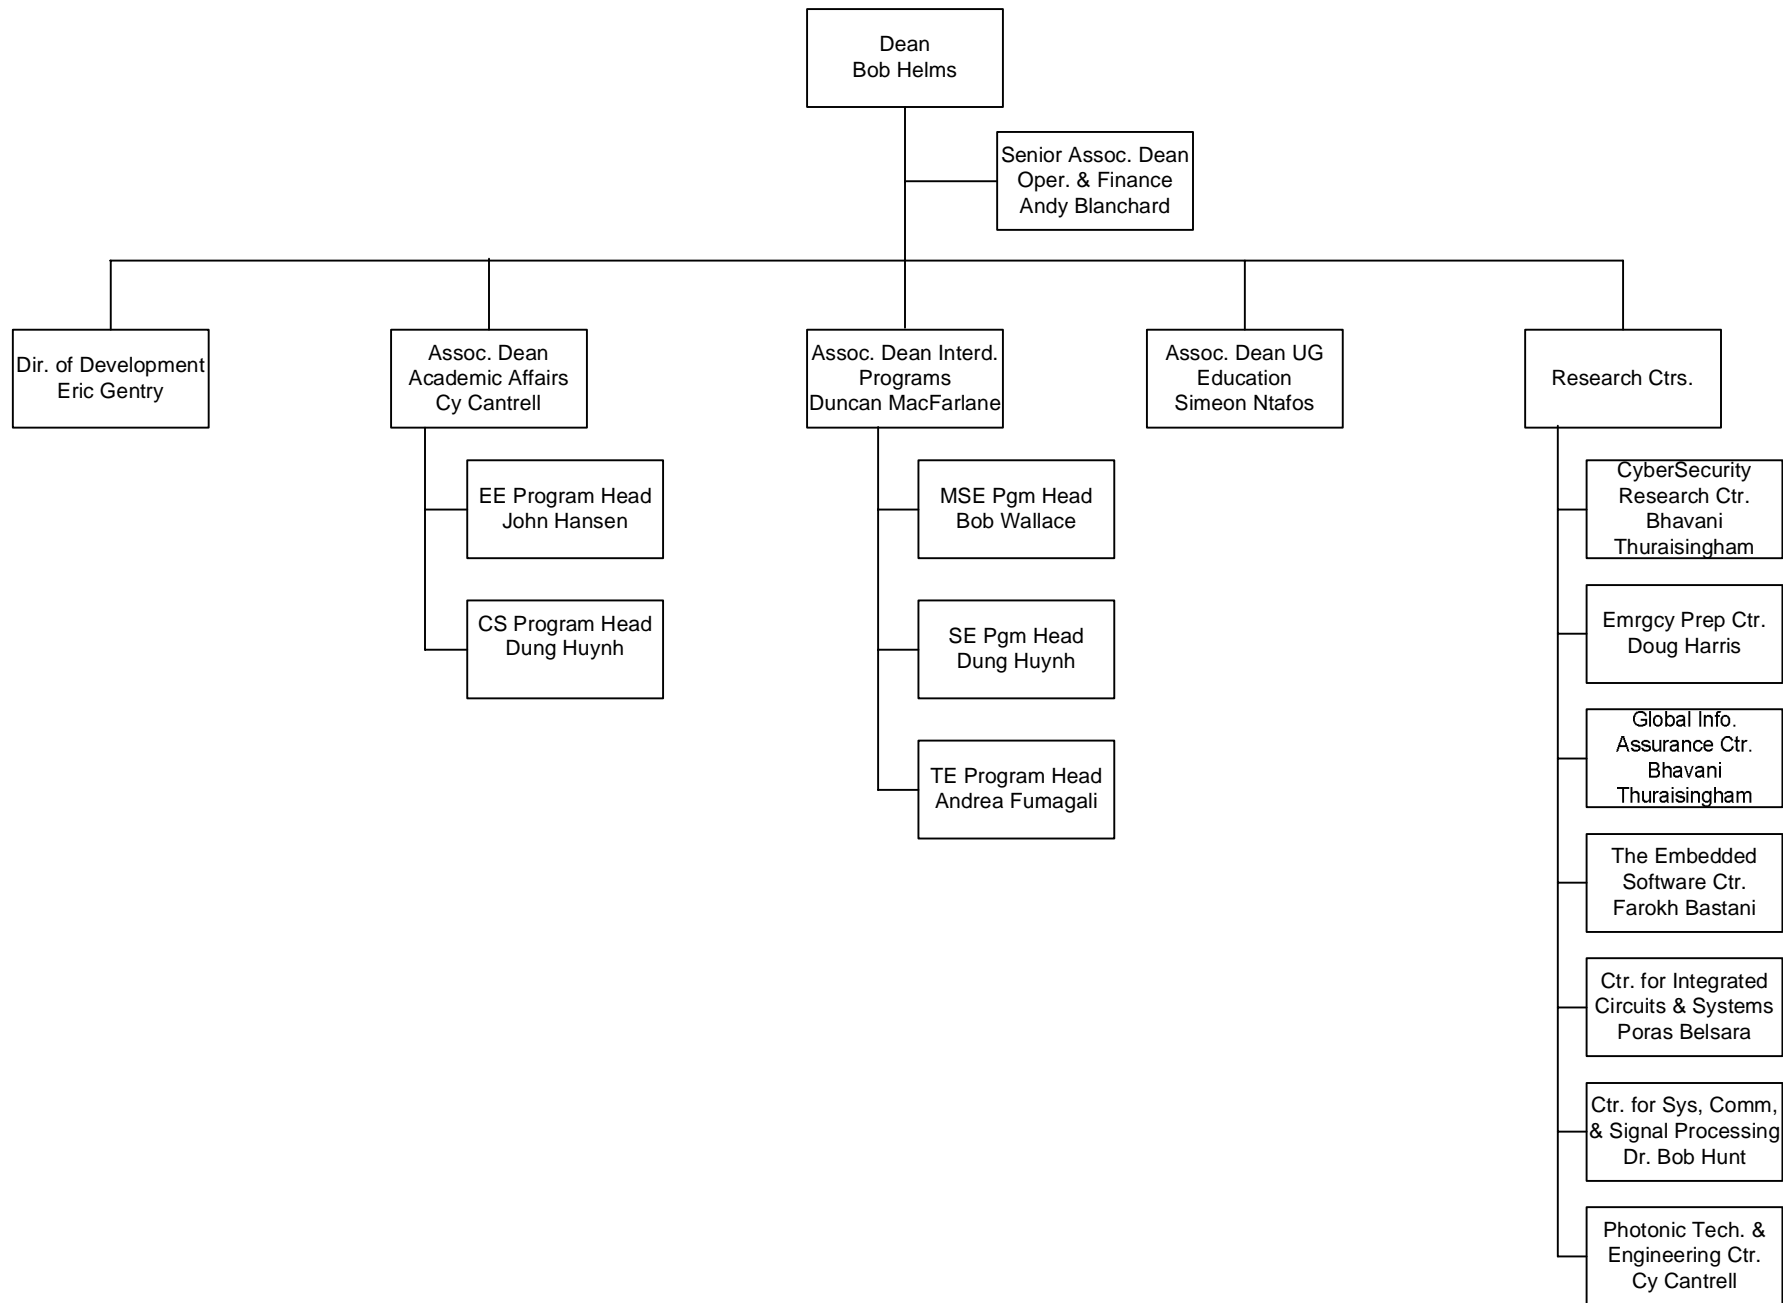 Dean
Bob Helms
Senior Assoc. Dean
Oper. & Finance
Andy Blanchard
Dir. of Development
Eric Gentry
Assoc. Dean
Academic Affairs
Cy Cantrell
Assoc. Dean Interd.
Programs
Duncan MacFarlane
Assoc. Dean UG
Education
Simeon Ntafos
Research Ctrs.
EE Program Head
John Hansen
CS Program Head
Dung Huynh
MSE Pgm Head
Bob Wallace
SE Pgm Head
Dung Huynh
TE Program Head
Andrea Fumagali
CyberSecurity
Research Ctr.
Bhavani
Thuraisingham
Emrgcy Prep Ctr.
Doug Harris
Global Info.
Assurance Ctr.
Bhavani
Thuraisingham
The Embedded
Software Ctr.
Farokh Bastani
Ctr. for Integrated
Circuits & Systems
Poras Belsara
Ctr. for Sys, Comm,
& Signal Processing
Dr. Bob Hunt
Photonic Tech. &
Engineering Ctr.
Cy Cantrell